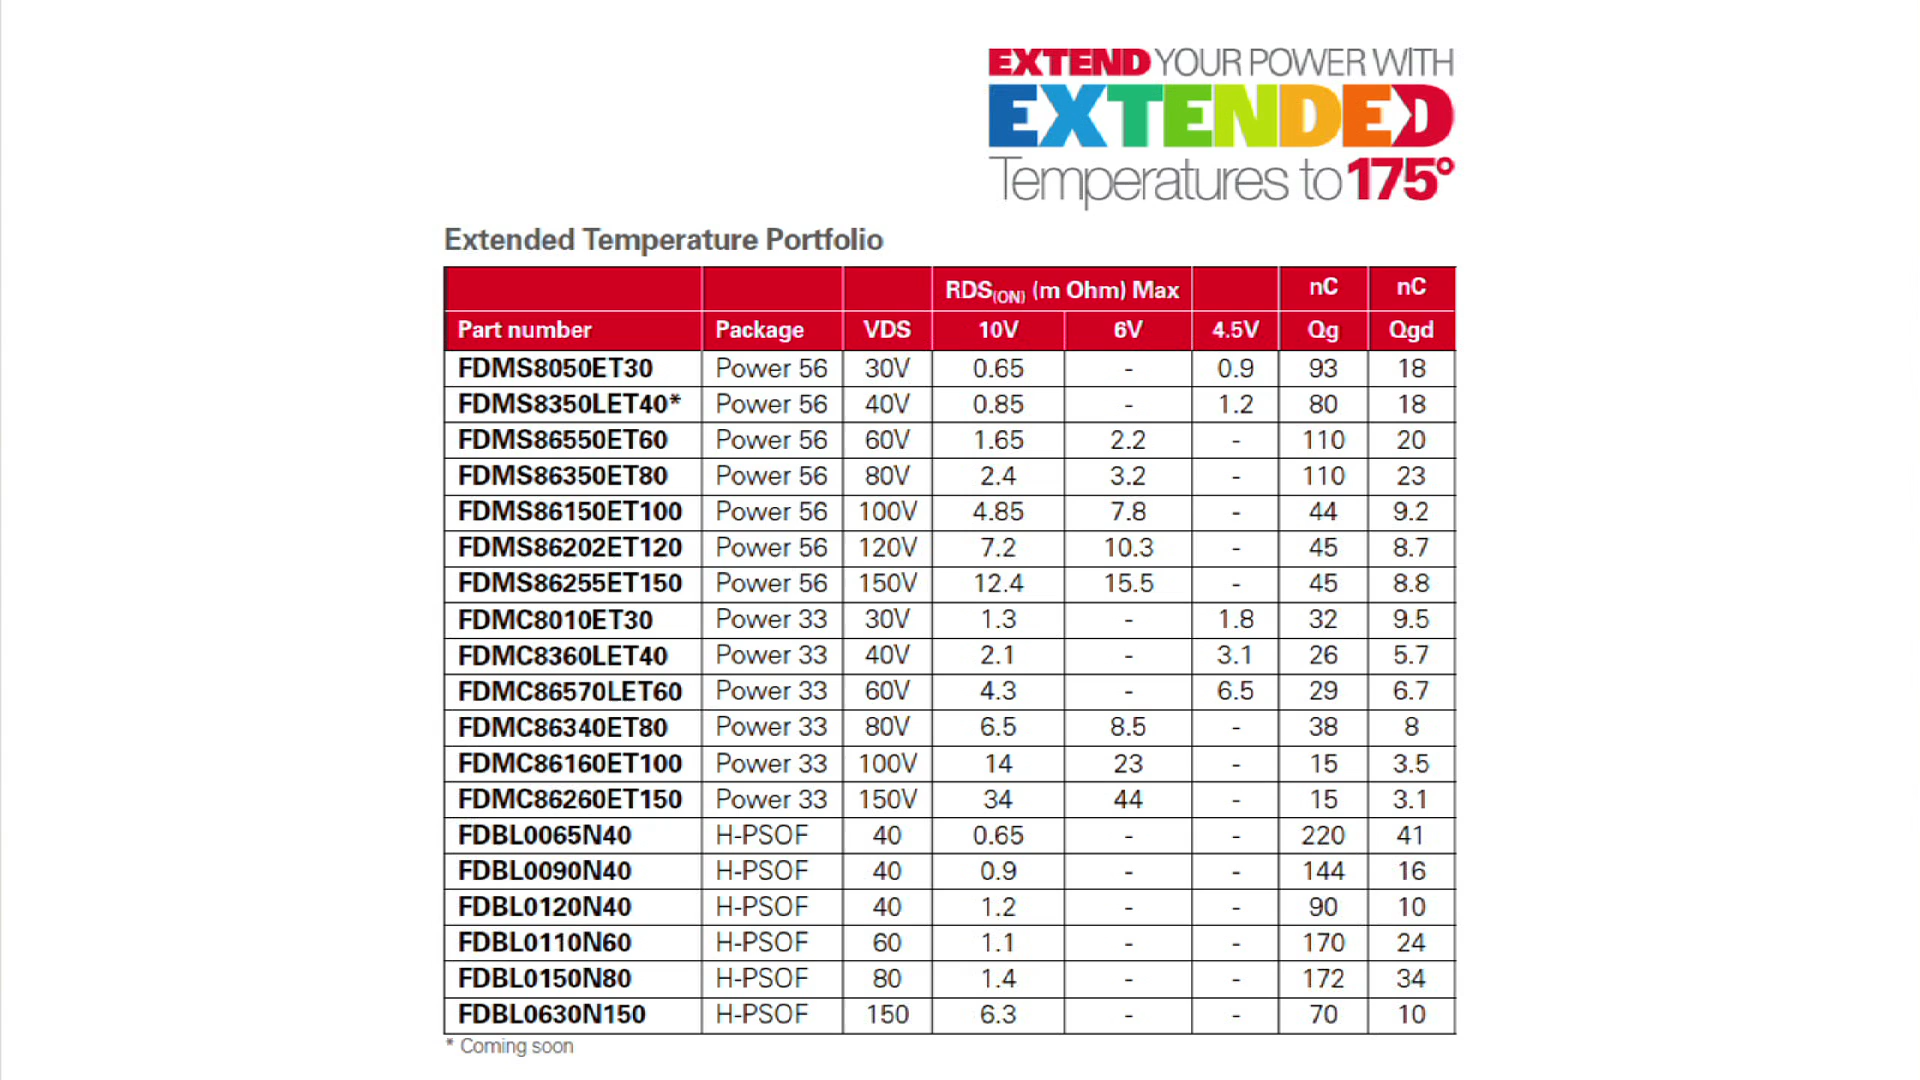 EXTEND YOUR POWER WITH
EXTENDED
Temperatures to 175°
Extended Temperature Portfolio
RDS(ON) (m Ohm) Max nC nC
Part number Package VDS 10V 6V 4.5V Qg Qgd
FDMS8050ET30 Power 56 30V 0.65 - 0.9 93 18
FDMS8350LET40* Power 56 40V 0.85 - 1.2 80 18
FDMS86550ET60 Power 56 60V 1.65 2.2 - 110 20
FDMS86350ET80 Power 56 80V 2.4 3.2 - 110 23
FDMS86150ET100 Power 56 100V 4.85 7.8 - 44 9.2
FDMS86202ET120 Power 56 120V 7.2 10.3 - 45 8.7
FDMS86255ET150 Power 56 150V 12.4 15.5 - 45 8.8
FDMC8010ET30 Power 33 30V 1.3 - 1.8 32 9.5
FDMC8360LET40 Power 33 40V 2.1 - 3.1 26 5.7
FDMC86570LET60 Power 33 60V 4.3 - 6.5 29 6.7
FDMC86340ET80 Power 33 80V 6.5 8.5 - 38 8
FDMC86160ET100 Power 33 100V 14 23 - 15 3.5
FDMC86260ET150 Power 33 150V 34 44 - 15 3.1
FDBL0065N40 H-PSOF 40 0.65 - - 220 41
FDBL0090N40 H-PSOF 40 0.9 - - 144 16
FDBL0120N40 H-PSOF 40 1.2 - - 90 10
FDBL0110N60 H-PSOF 60 1.1 - - 170 24
FDBL0150N80 H-PSOF 80 1.4 - - 172 34
FDBL0630N150 H-PSOF 150 6.3 - - 70 10
* Coming soon